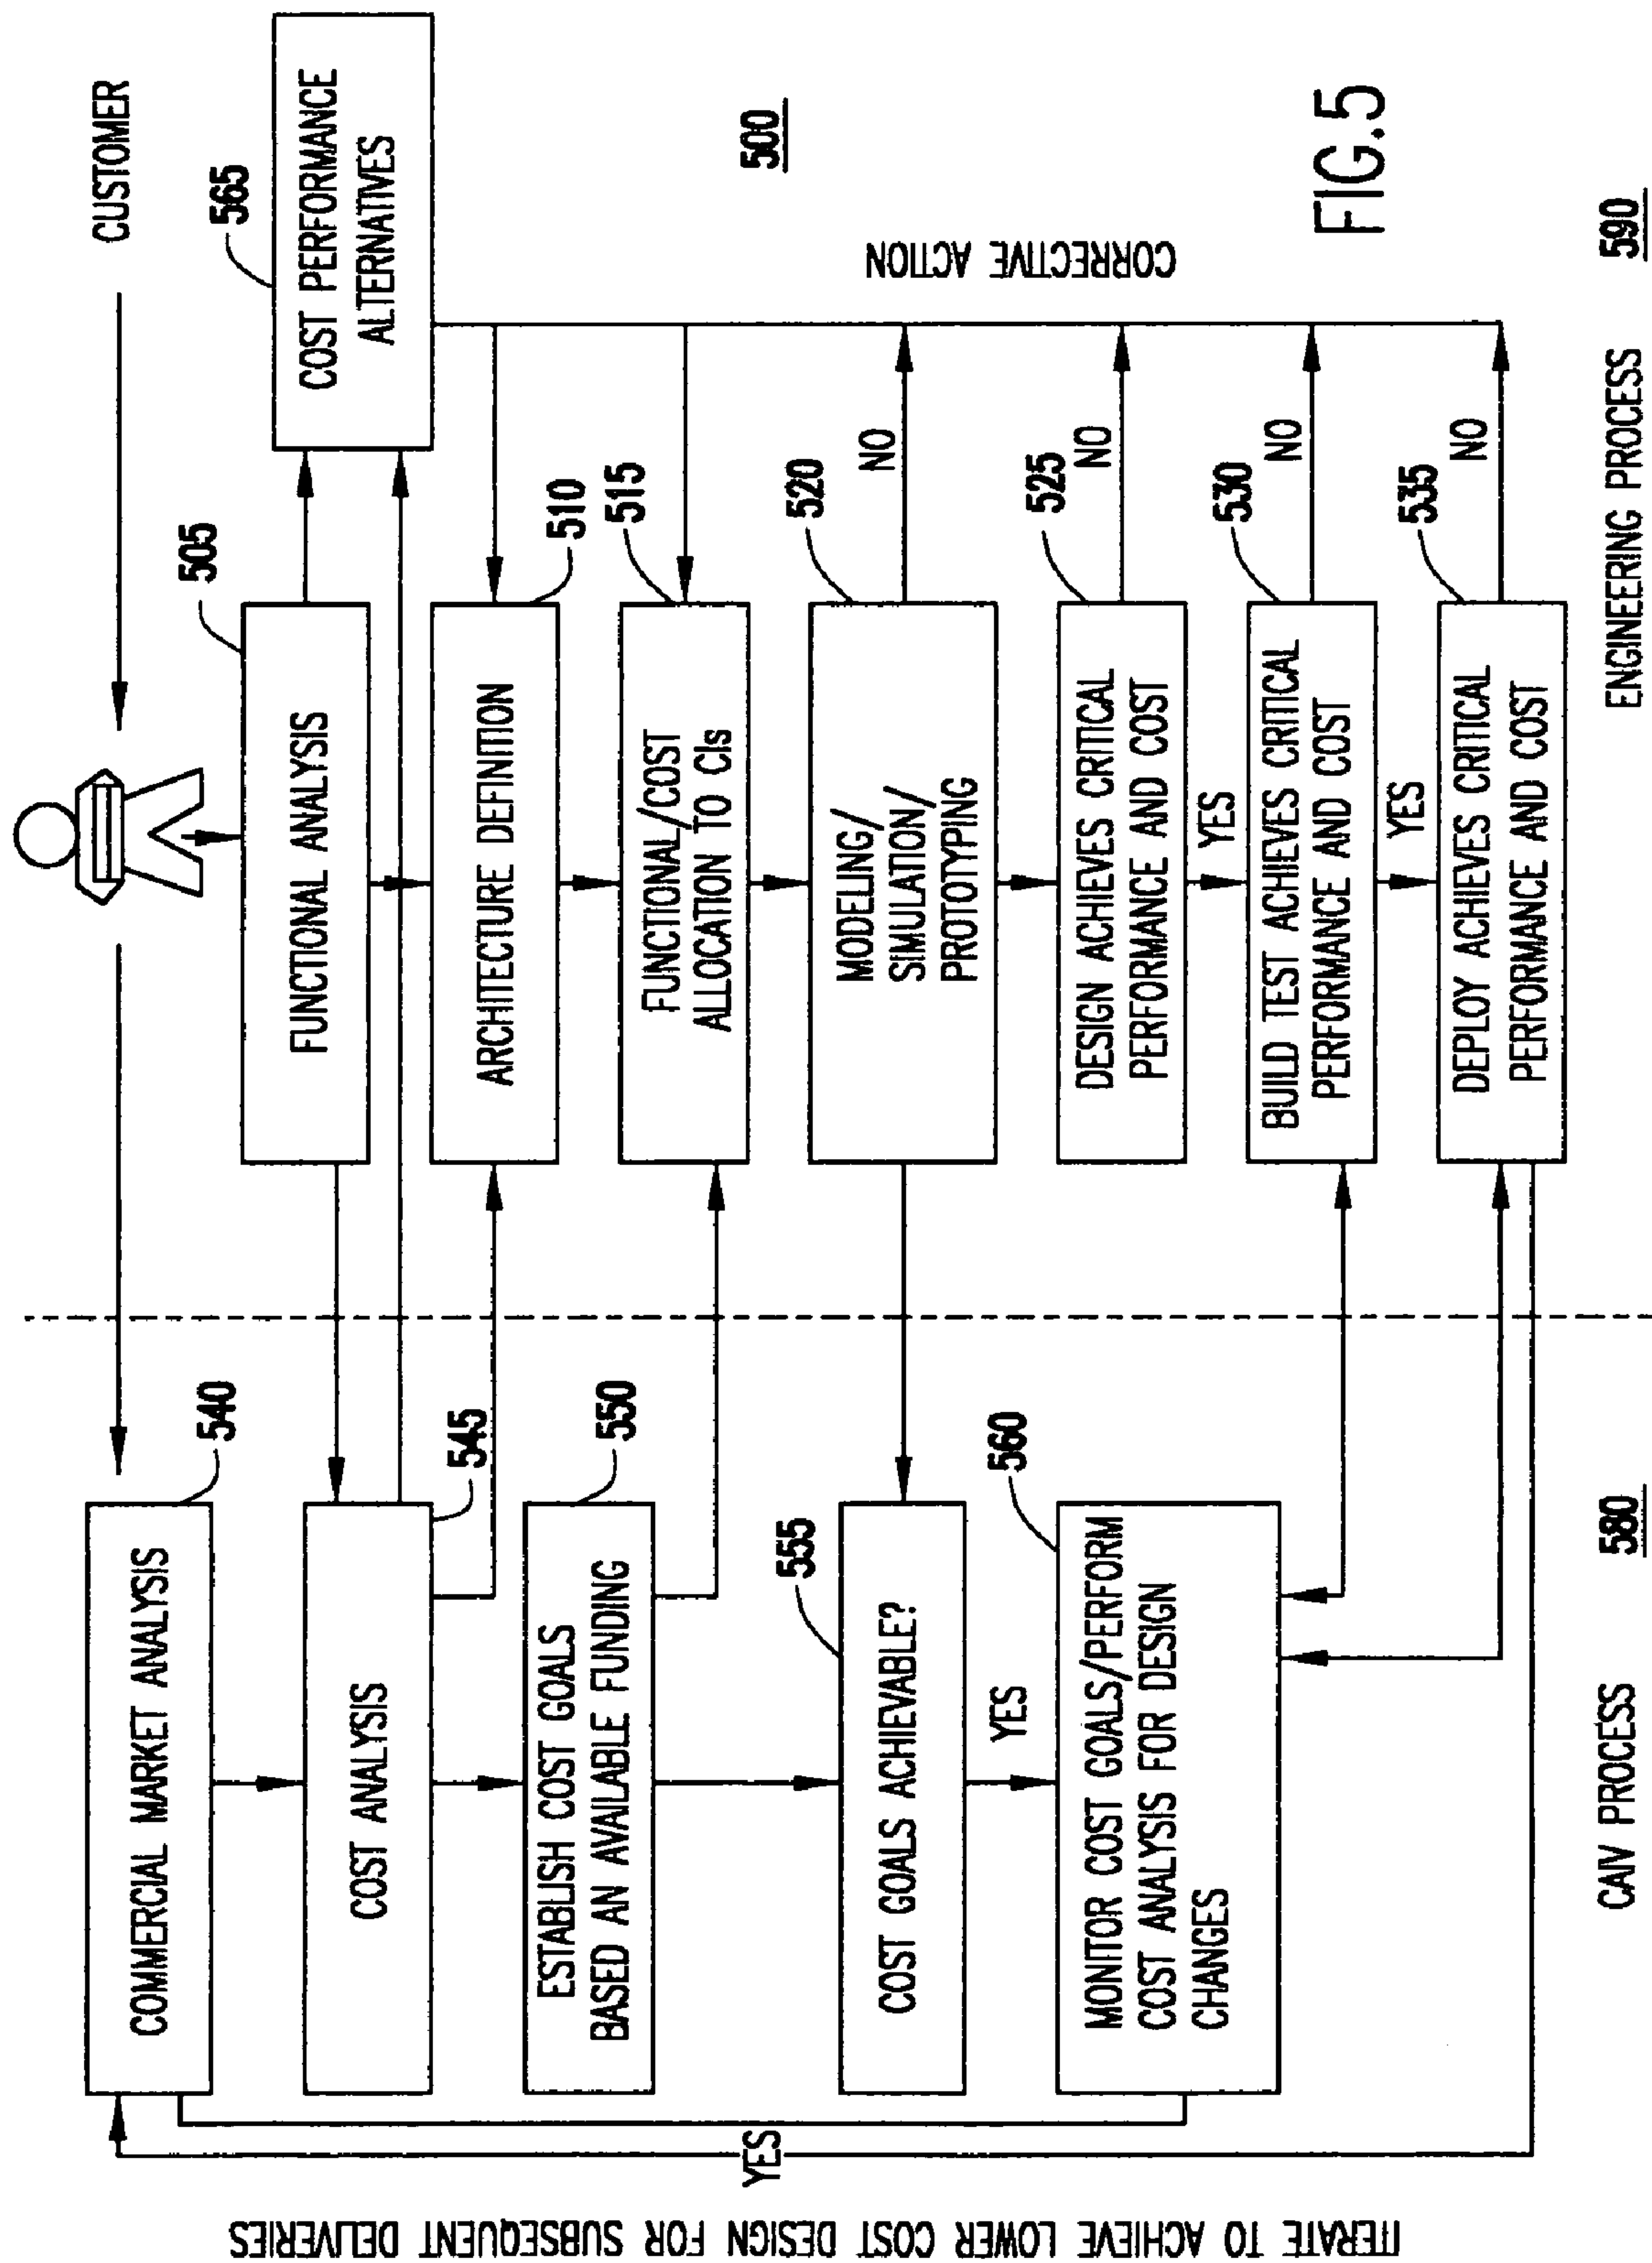 CUSTOMER
565
COST PERFORMANCE
ALTERNATIVES
505
FUNCTIONAL ANALYSIS
540
COMMERCIAL MARKET ANALYSIS
545
COST ANALYSIS
510
ARCHITECTURE DEFINITION
550
ESTABLISH COST GOALS
BASED AN AVAILABLE FUNDING
515
FUNCTIONAL/COST
ALLOCATION TO CIs
520
MODELING/
SIMULATION/
PROTOTYPING
NO
555
COST GOALS ACHIEVABLE?
YES
525
DESIGN ACHIEVES CRITICAL
PERFORMANCE AND COST
NO
YES
560
MONITOR COST GOALS/PERFORM
COST ANALYSIS FOR DESIGN
CHANGES
530
BUILD TEST ACHIEVES CRITICAL
PERFORMANCE AND COST
NO
YES
535
DEPLOY ACHIEVES CRITICAL
PERFORMANCE AND COST
NO
YES
CORRECTIVE ACTION
ITERATE TO ACHIEVE LOWER COST DESIGN FOR SUBSEQUENT DELIVERIES
500
FIG.5
CAIV PROCESS
580
ENGINEERING PROCESS
590